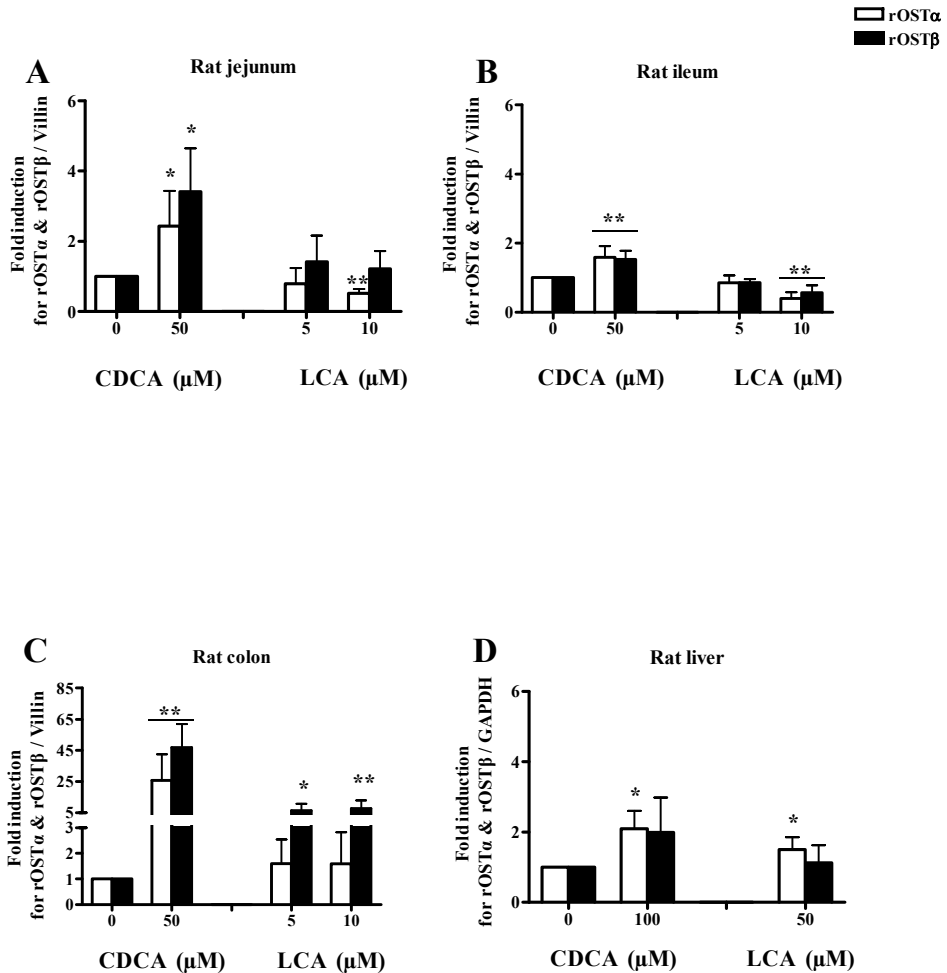 rOSTα
rOSTβ
A
Rat jejunum
Fold induction
for rOSTα & rOSTβ / Villin
6
4
2
0
*
*
**
0
50
5
10
CDCA (µM)
LCA (µM)
B
Rat ileum
Fold induction
for rOSTα & rOSTβ / Villin
6
4
2
0
**
**
0
50
5
10
CDCA (µM)
LCA (µM)
C
Rat colon
Fold induction
for rOSTα & rOSTβ / Villin
85
65
45
25
5
3
2
1
0
**
*
**
0
50
5
10
CDCA (µM)
LCA (µM)
D
Rat liver
Fold induction
for rOSTα & rOSTβ / GAPDH
6
4
2
0
*
*
0
100
50
CDCA (µM)
LCA (µM)